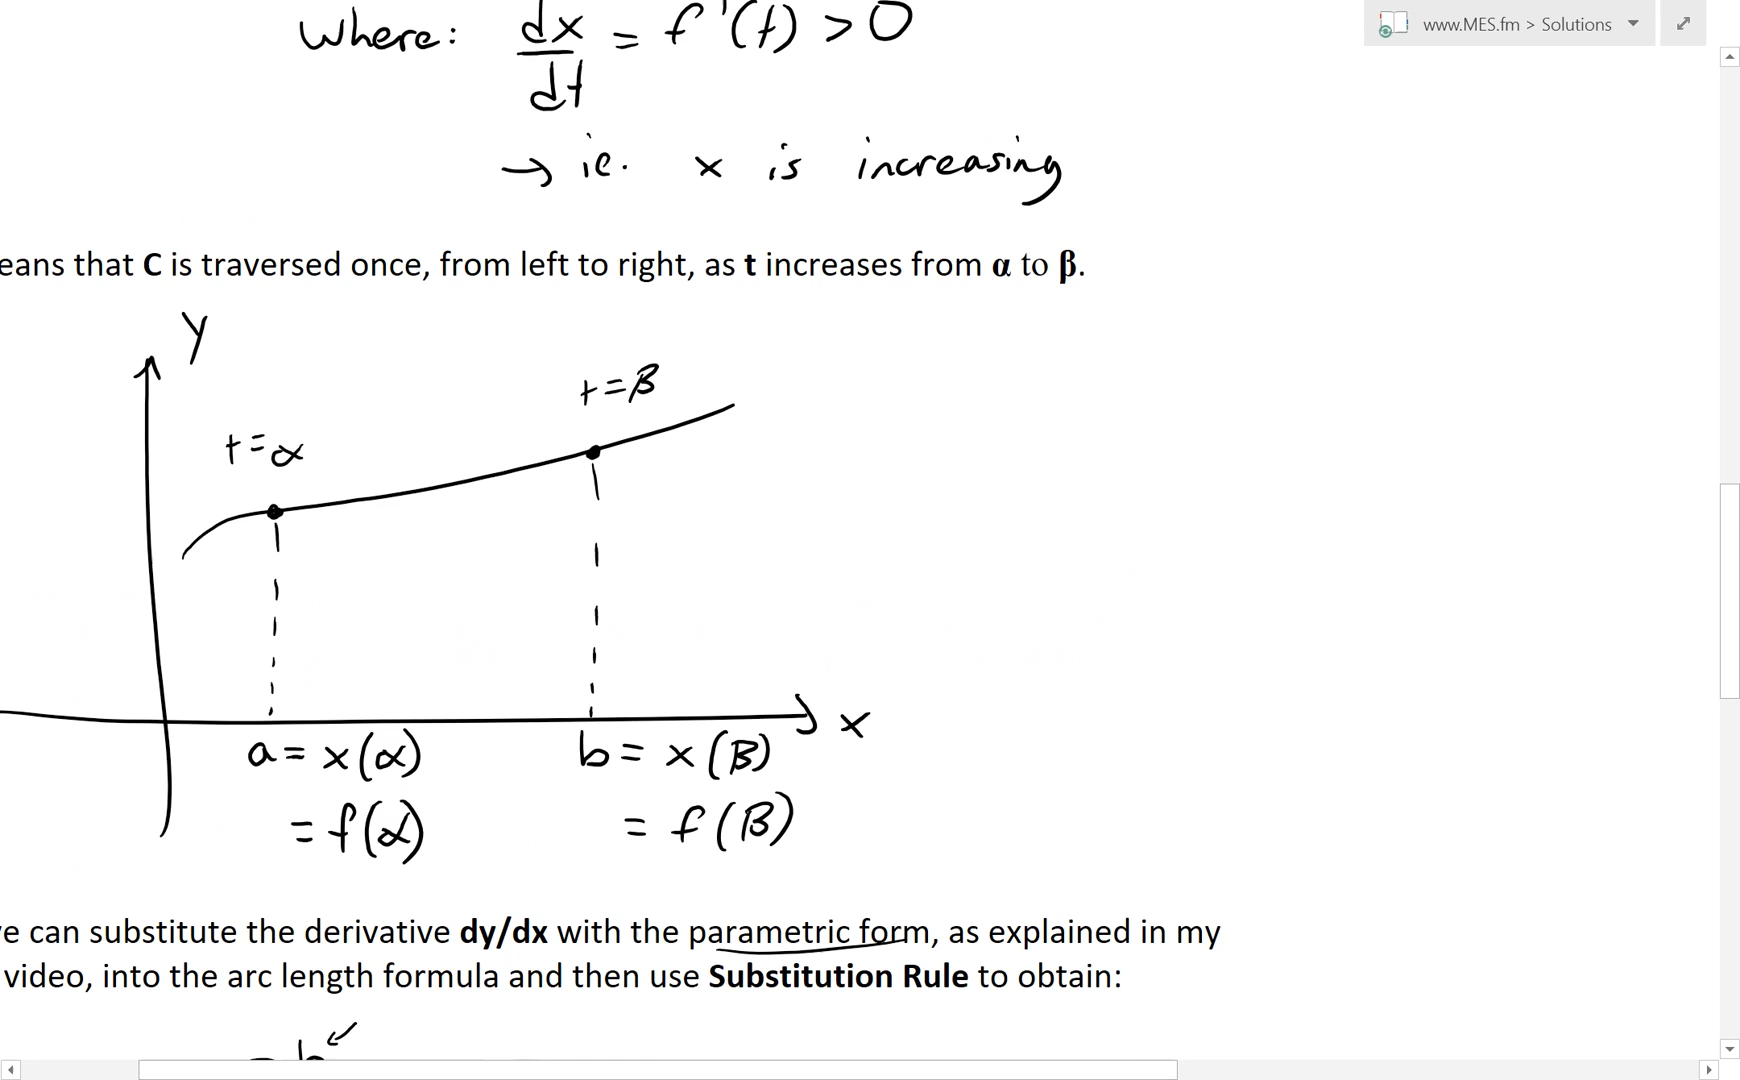 www.MES.fm > Solutions
where: dx/dt = f'(t) > 0
→ ie. x is increasing
eans that C is traversed once, from left to right, as t increases from α to β.
y
t=β
t=α
x
a = x(α)
b = x(β)
= f(α)
= f(β)
e can substitute the derivative dy/dx with the parametric form, as explained in my
video, into the arc length formula and then use Substitution Rule to obtain:
b